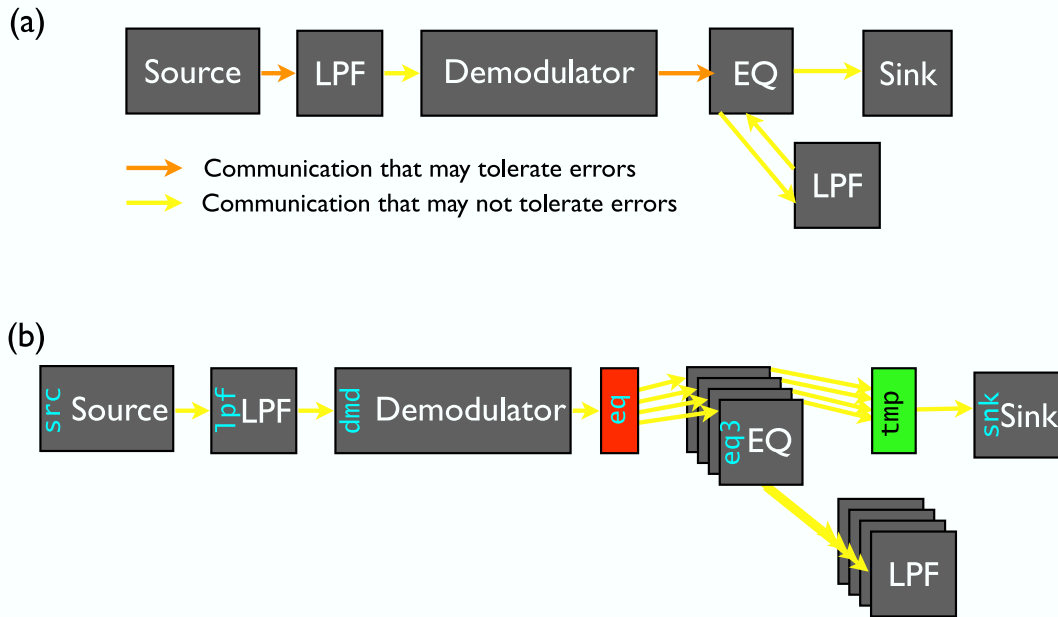 (a)
Source
LPF
Demodulator
EQ
Sink
LPF
Communication that may tolerate errors
Communication that may not tolerate errors
(b)
src
Source
lpf
LPF
dmd
Demodulator
eq
eq3
EQ
tmp
snk
Sink
LPF